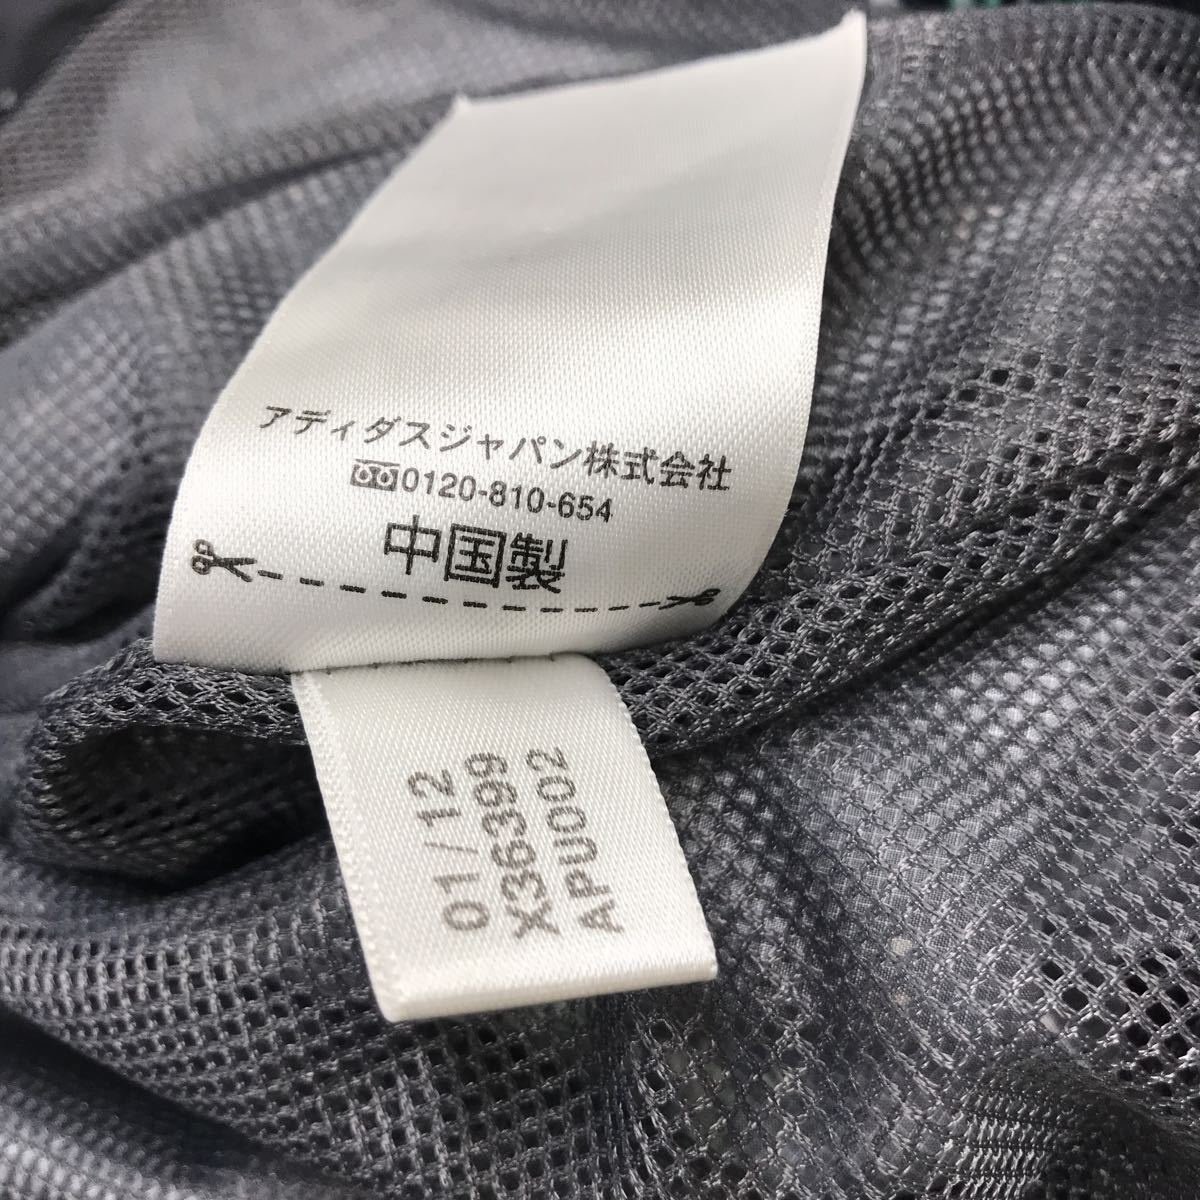 アディダスジャパン株式会社
0120-810-654
中国製
01/12
X36399
APU002